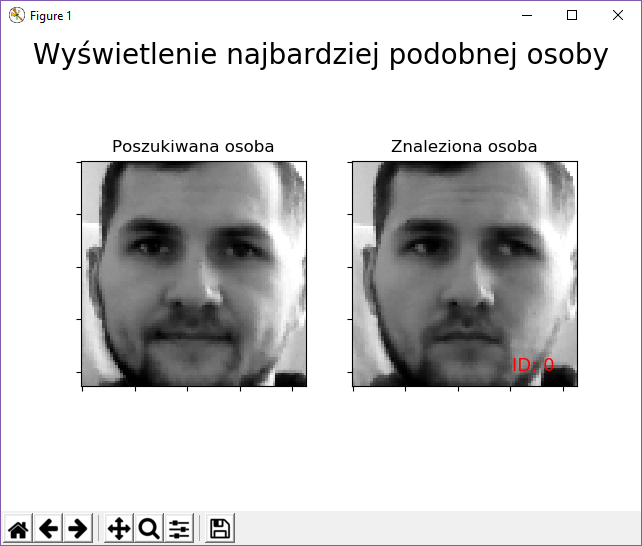 Figure 1
Wyświetlenie najbardziej podobnej osoby
Poszukiwana osoba
Znaleziona osoba
ID: 0